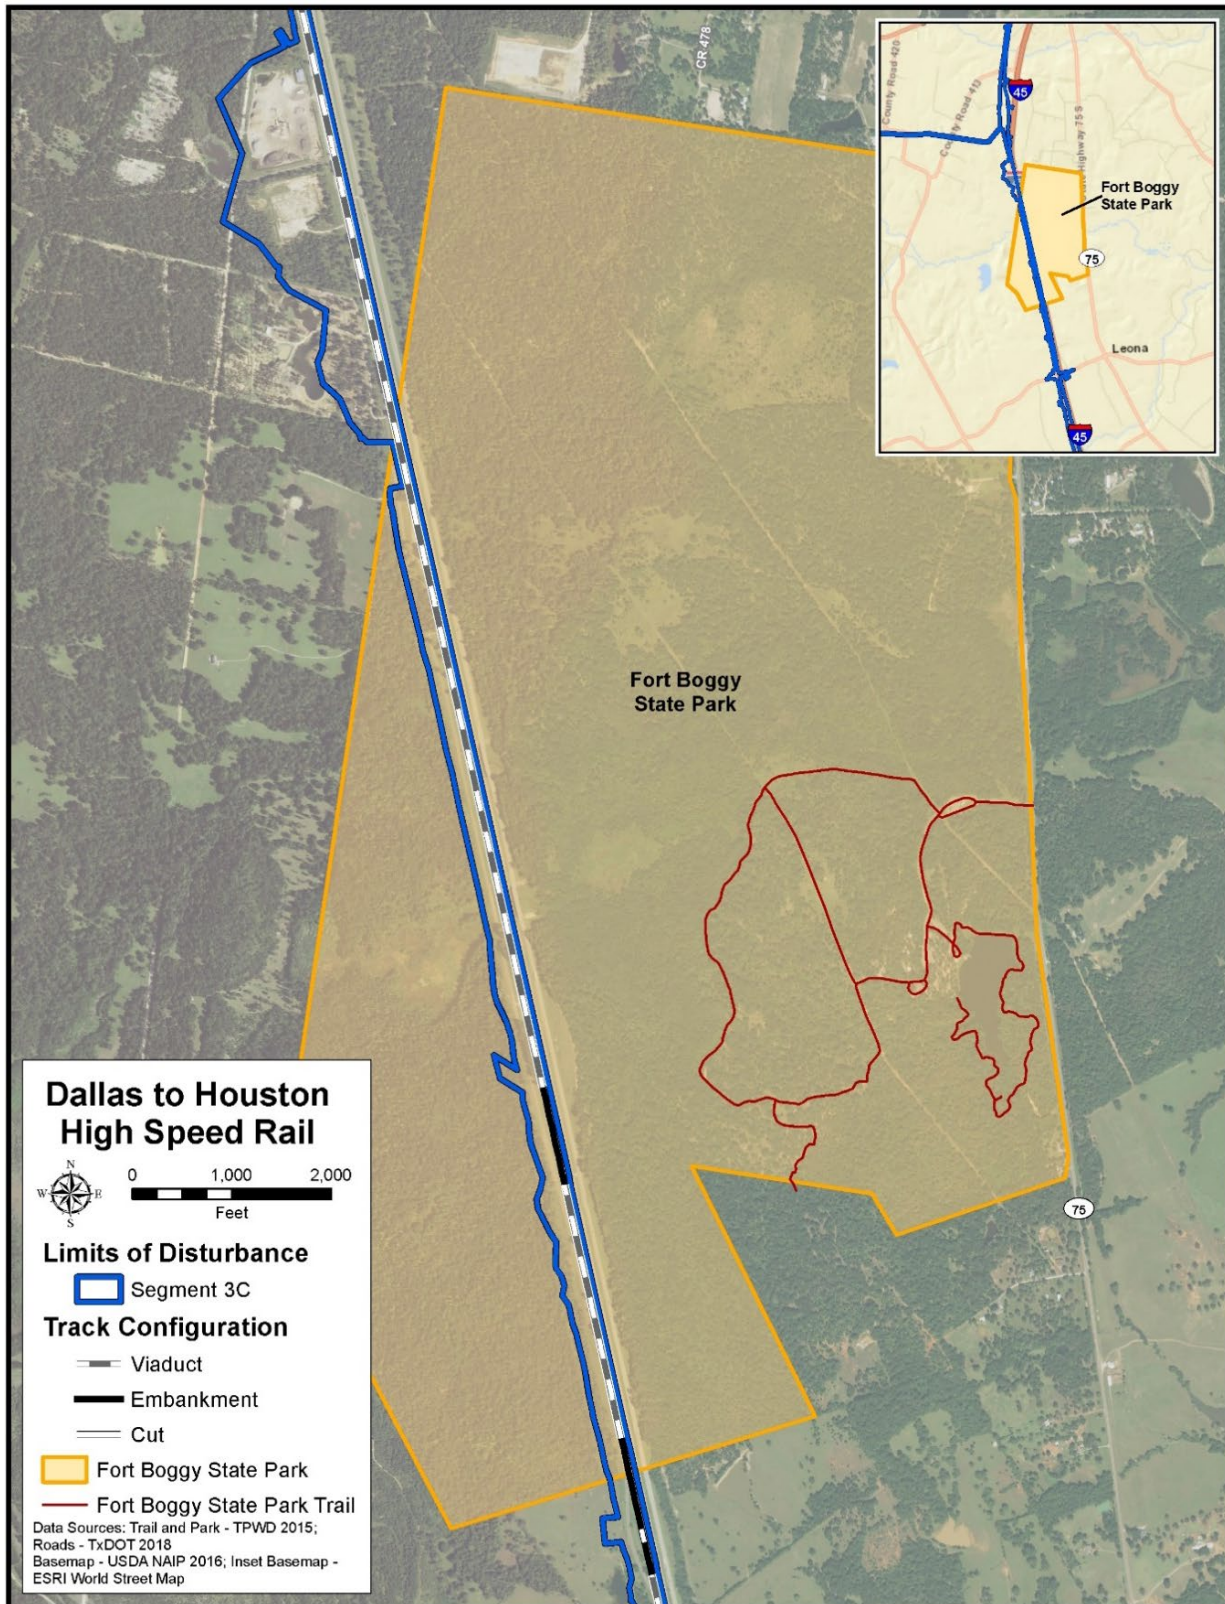 CR 478
County Road 420
County Road 413
45
Highway 75 S
Fort Boggy
State Park
75
Leona
45
Fort Boggy
State Park
75
Dallas to Houston
High Speed Rail
N
W
E
S
0
1,000
2,000
Feet
Limits of Disturbance
Segment 3C
Track Configuration
Viaduct
Embankment
Cut
Fort Boggy State Park
Fort Boggy State Park Trail
Data Sources: Trail and Park - TPWD 2015;
Roads - TxDOT 2018
Basemap - USDA NAIP 2016; Inset Basemap -
ESRI World Street Map